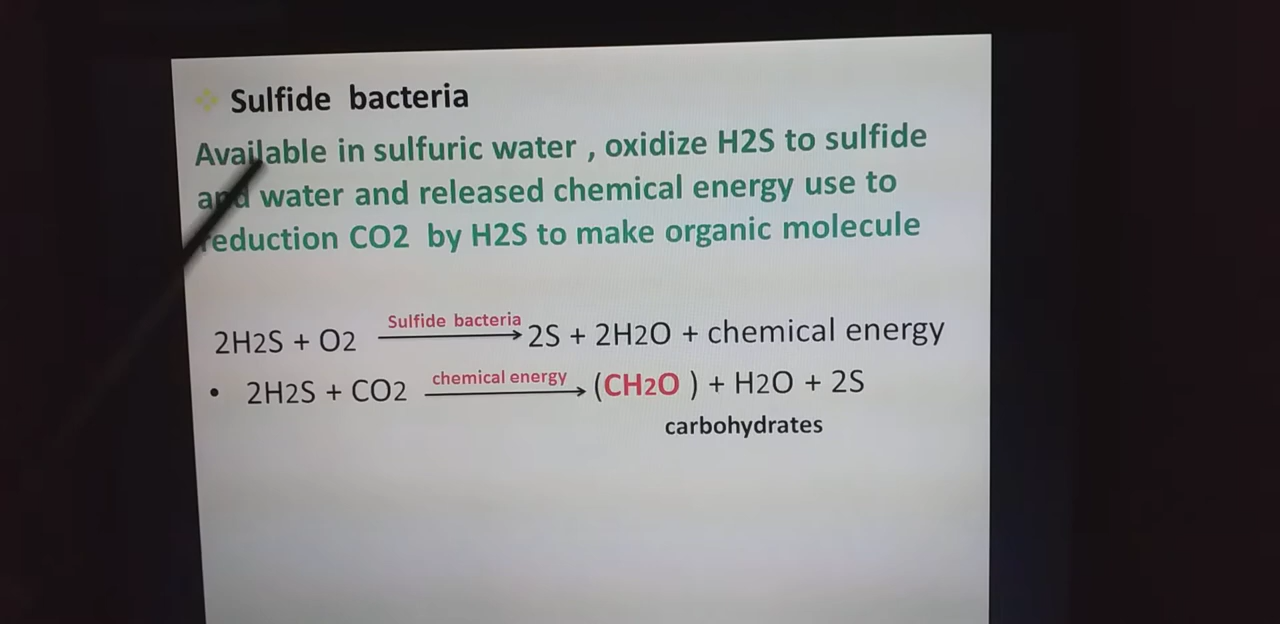 Sulfide bacteria
Available in sulfuric water , oxidize H2S to sulfide
and water and released chemical energy use to
reduction CO2 by H2S to make organic molecule
2H2S + O2 Sulfide bacteria 2S + 2H2O + chemical energy
• 2H2S + CO2 chemical energy (CH2O ) + H2O + 2S
carbohydrates